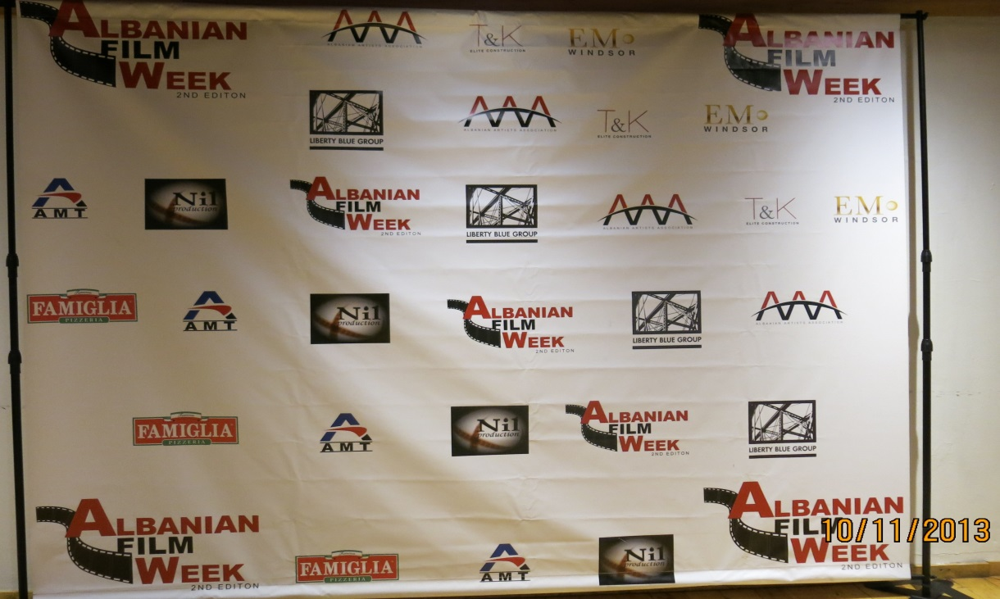 ALBANIAN
FILM
WEEK
2ND EDITON
AAA
ALBANIAN ARTISTS ASSOCIATION
T&K
ELITE CONSTRUCTION
EM
WINDSOR
ALBANIAN
FILM
WEEK
2ND EDITON
LIBERTY BLUE GROUP
AAA
ALBANIAN ARTISTS ASSOCIATION
T&K
ELITE CONSTRUCTION
EM
WINDSOR
AMT
Nil
production
ALBANIAN
FILM
WEEK
2ND EDITON
LIBERTY BLUE GROUP
AAA
ALBANIAN ARTISTS ASSOCIATION
T&K
ELITE CONSTRUCTION
EM
WINDSOR
FAMIGLIA
PIZZERIA
AMT
Nil
production
ALBANIAN
FILM
WEEK
2ND EDITON
LIBERTY BLUE GROUP
AAA
ALBANIAN ARTISTS ASSOCIATION
FAMIGLIA
PIZZERIA
AMT
Nil
production
ALBANIAN
FILM
WEEK
2ND EDITON
LIBERTY BLUE GROUP
ALBANIAN
FILM
WEEK
2ND EDITON
FAMIGLIA
PIZZERIA
AMT
Nil
production
ALBANIAN
FILM
WEEK
2ND EDITON
10/11/2013